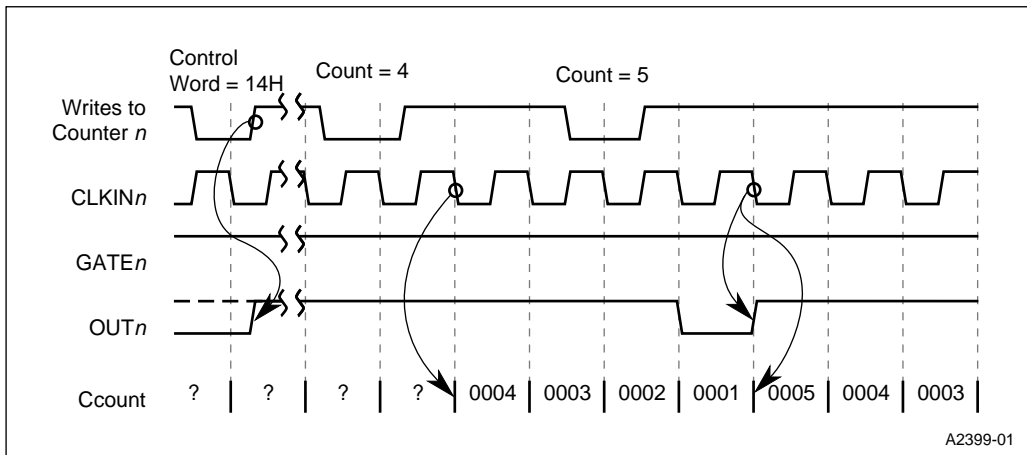 Control
Word = 14H
Count = 4
Count = 5
Writes to
Counter n
CLKINn
GATEn
OUTn
Ccount
? ? ? ? 0004 0003 0002 0001 0005 0004 0003
A2399-01